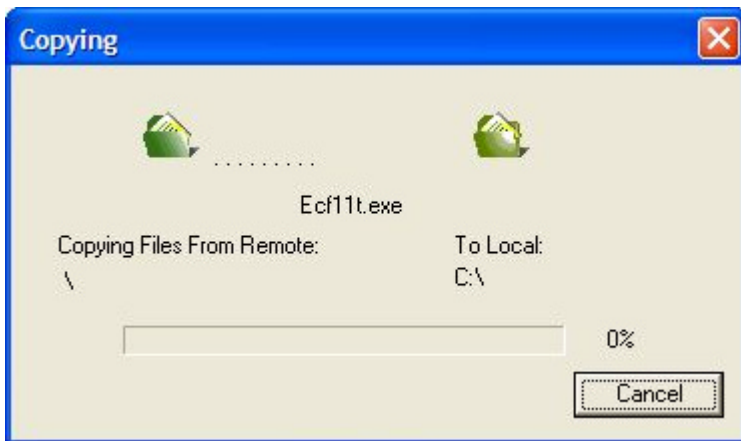 Copying
.........
Ecf11t.exe
Copying Files From Remote:
To Local:
\
C:\
0%
Cancel